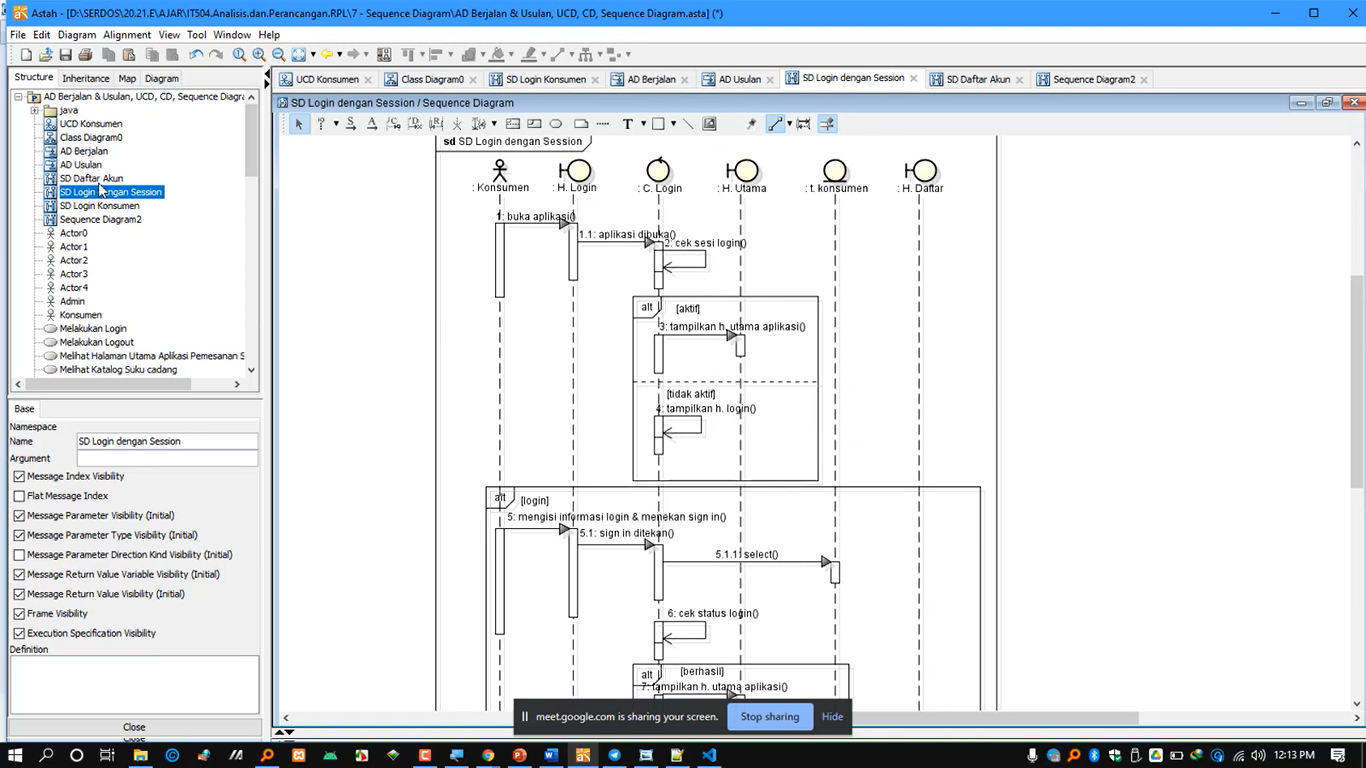 Astah - [D:\SERDOS\20.21.E\AJAR\IT504.Analisis.dan.Perancangan.RPL\7 - Sequence Diagram\AD Berjalan & Usulan, UCD, CD, Sequence Diagram.asta] (*)
File Edit Diagram Alignment View Tool Window Help
Structure Inheritance Map Diagram
UCD Konsumen Class Diagram0 SD Login Konsumen AD Berjalan AD Usulan SD Login dengan Session SD Daftar Akun Sequence Diagram2
AD Berjalan & Usulan, UCD, CD, Sequence Diagra
java
UCD Konsumen
Class Diagram0
AD Berjalan
AD Usulan
SD Daftar Akun
SD Login dengan Session
SD Login Konsumen
Sequence Diagram2
Actor0
Actor1
Actor2
Actor3
Actor4
Admin
Konsumen
Melakukan Login
Melakukan Logout
Melihat Halaman Utama Aplikasi Pemesanan S
Melihat Katalog Suku cadang
Base
Namespace
Name SD Login dengan Session
Argument
Message Index Visibility
Flat Message Index
Message Parameter Visibility (Initial)
Message Parameter Type Visibility (Initial)
Message Parameter Direction Kind Visibility (Initial)
Message Return Value Variable Visibility (Initial)
Message Return Value Visibility (Initial)
Frame Visibility
Execution Specification Visibility
Definition
Close
Close
SD Login dengan Session / Sequence Diagram
sd SD Login dengan Session
: Konsumen : H. Login : C. Login : H. Utama : t. konsumen : H. Daftar
1: buka aplikasi()
1.1: aplikasi dibuka()
2: cek sesi login()
alt [aktif]
3: tampilkan h. utama aplikasi()
[tidak aktif]
4: tampilkan h. login()
alt [login]
5: mengisi informasi login & menekan sign in()
5.1: sign in ditekan()
5.1.1: select()
6: cek status login()
alt [berhasil]
7: tampilkan h. utama aplikasi()
meet.google.com is sharing your screen. Stop sharing Hide
12:13 PM